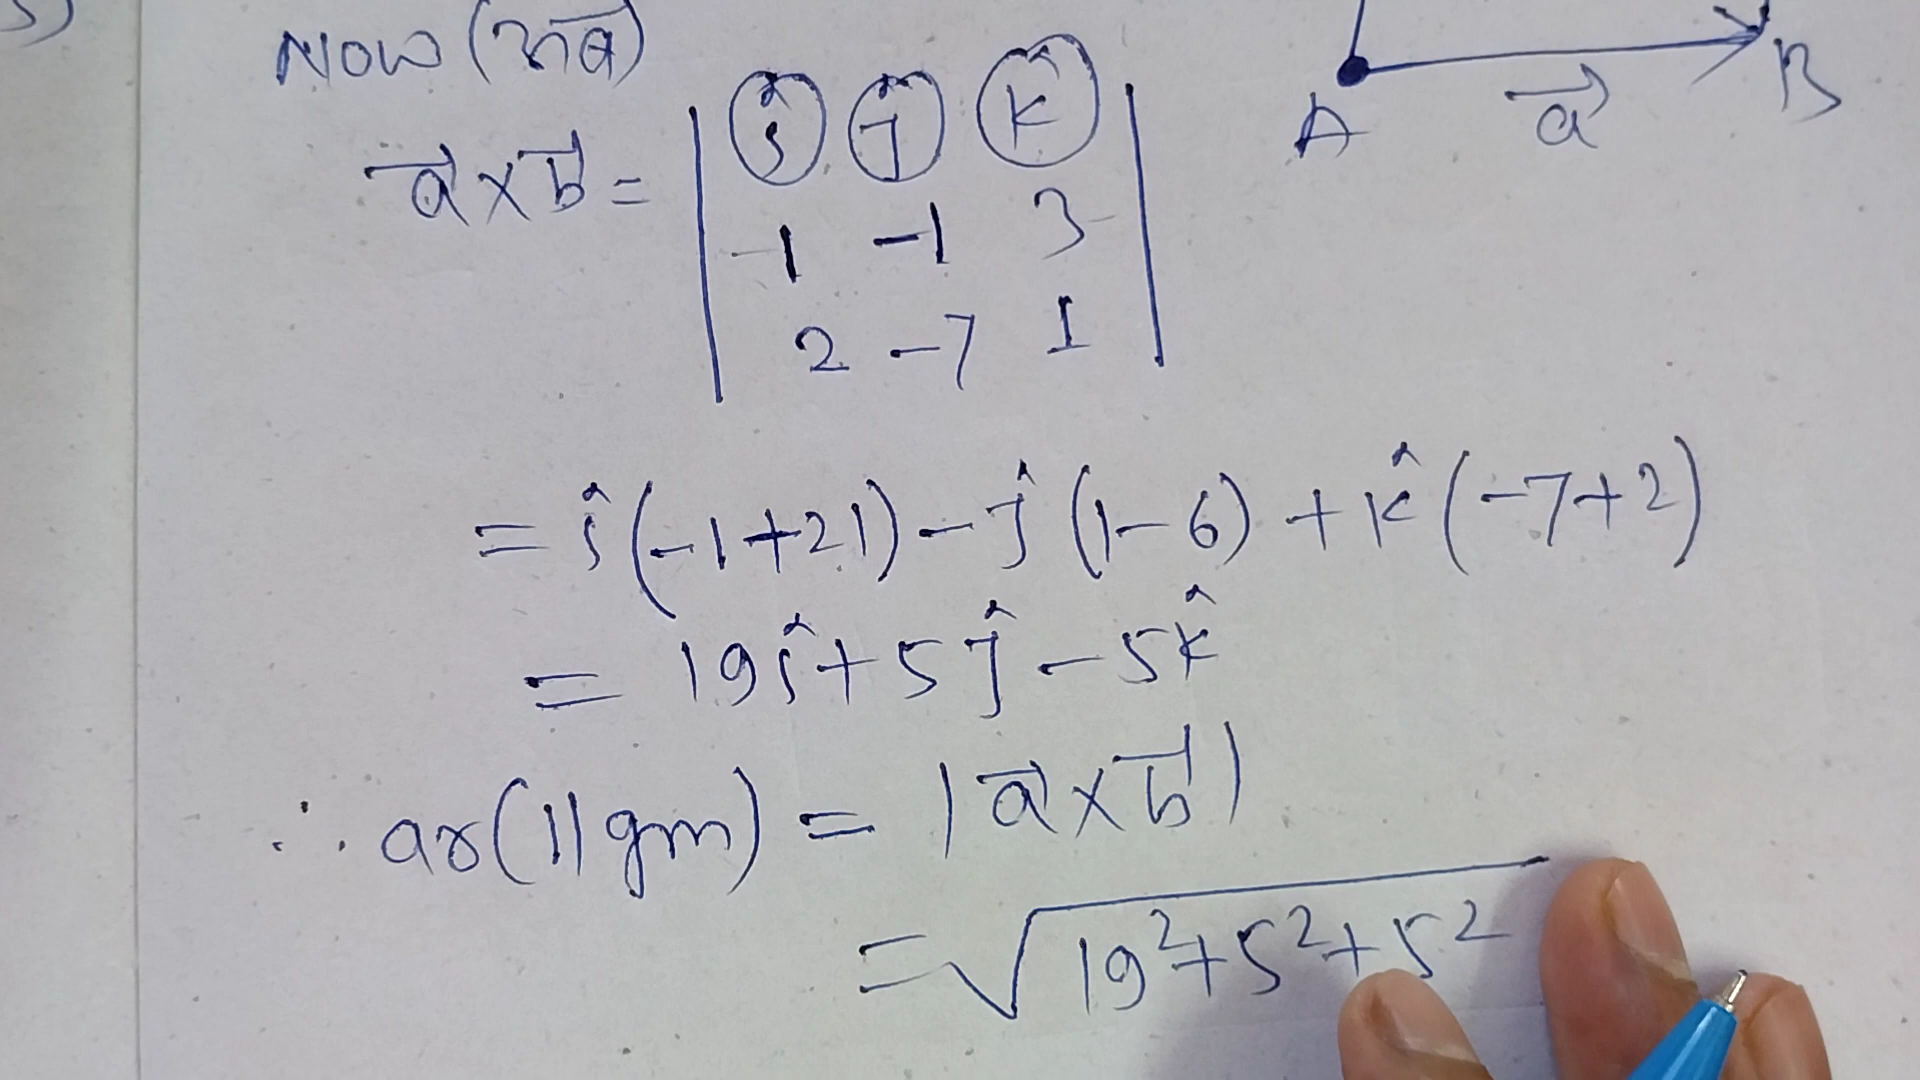 Now (अब)
a⃗ × b⃗ = | î ĵ k̂ |
-1 -1 3
2 -7 1
A a⃗ B
= î(-1+21) - ĵ(1-6) + k̂(-7+2)
= 19î + 5ĵ - 5k̂
∴ ar(||gm) = |a⃗ × b⃗|
= √19²+5²+5²